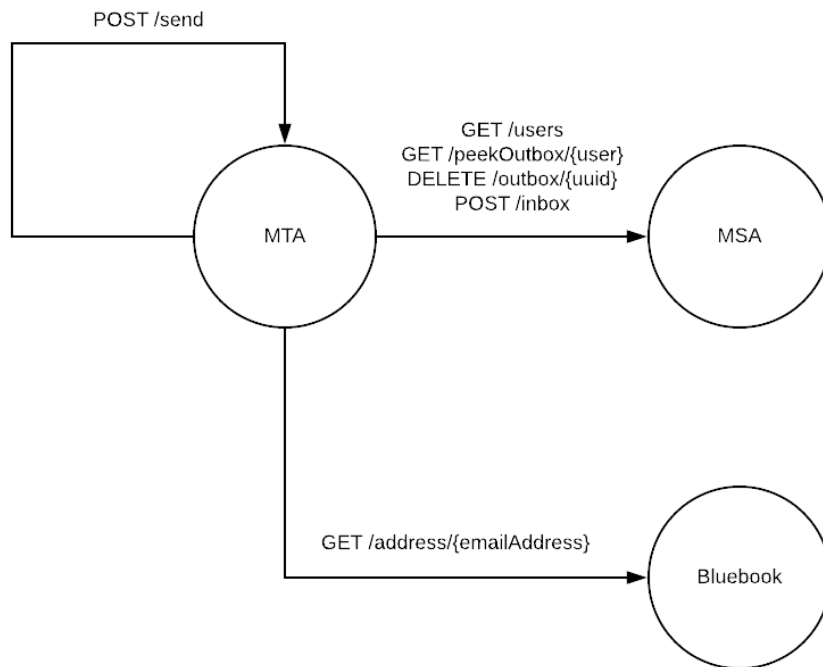 POST /send
GET /users
GET /peekOutbox/{user}
DELETE /outbox/{uuid}
POST /inbox
MTA
MSA
GET /address/{emailAddress}
Bluebook